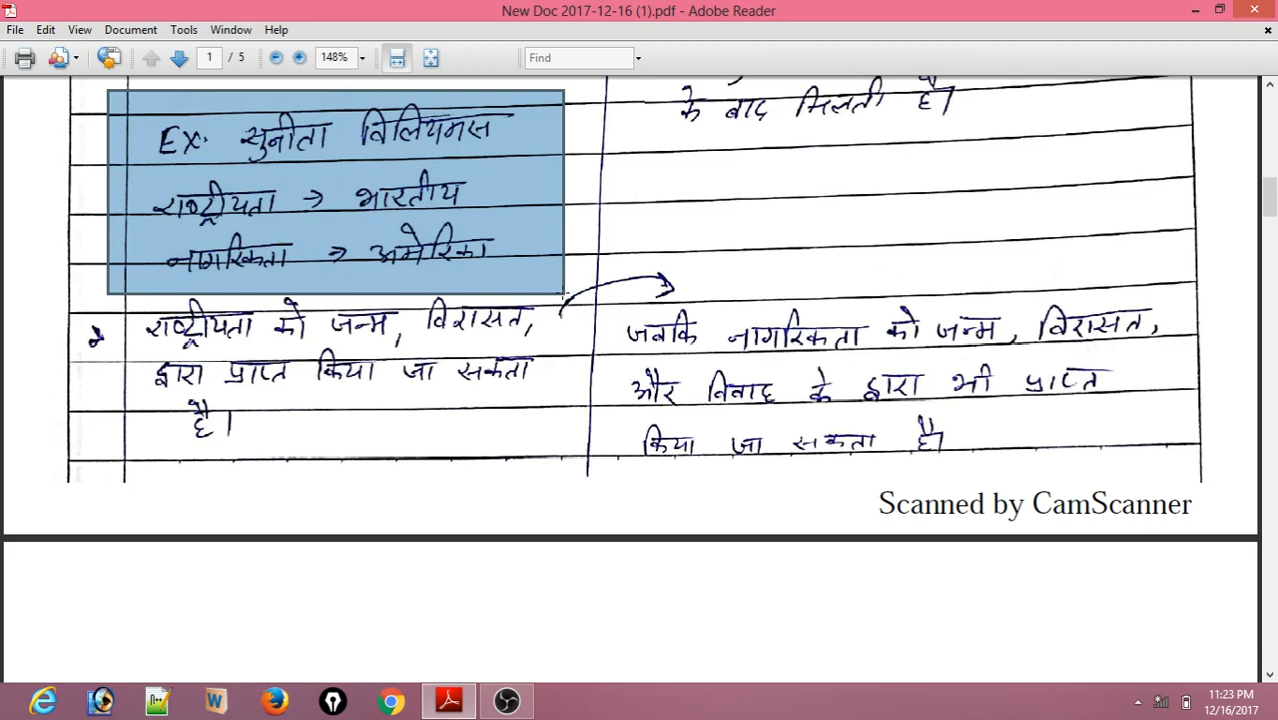 New Doc 2017-12-16 (1).pdf - Adobe Reader
File Edit View Document Tools Window Help
1 / 5 148% Find
के बाद मिलती है।
EX. सुनीता विलियमस
राष्ट्रीयता → भारतीय
नागरिकता → अमेरिका
राष्ट्रीयता को जन्म, विरासत,
द्वारा प्राप्त किया जा सकता
है।
जबकि नागरिकता को जन्म, विरासत,
और विवाह के द्वारा भी प्राप्त
किया जा सकता है।
Scanned by CamScanner
11:23 PM
12/16/2017